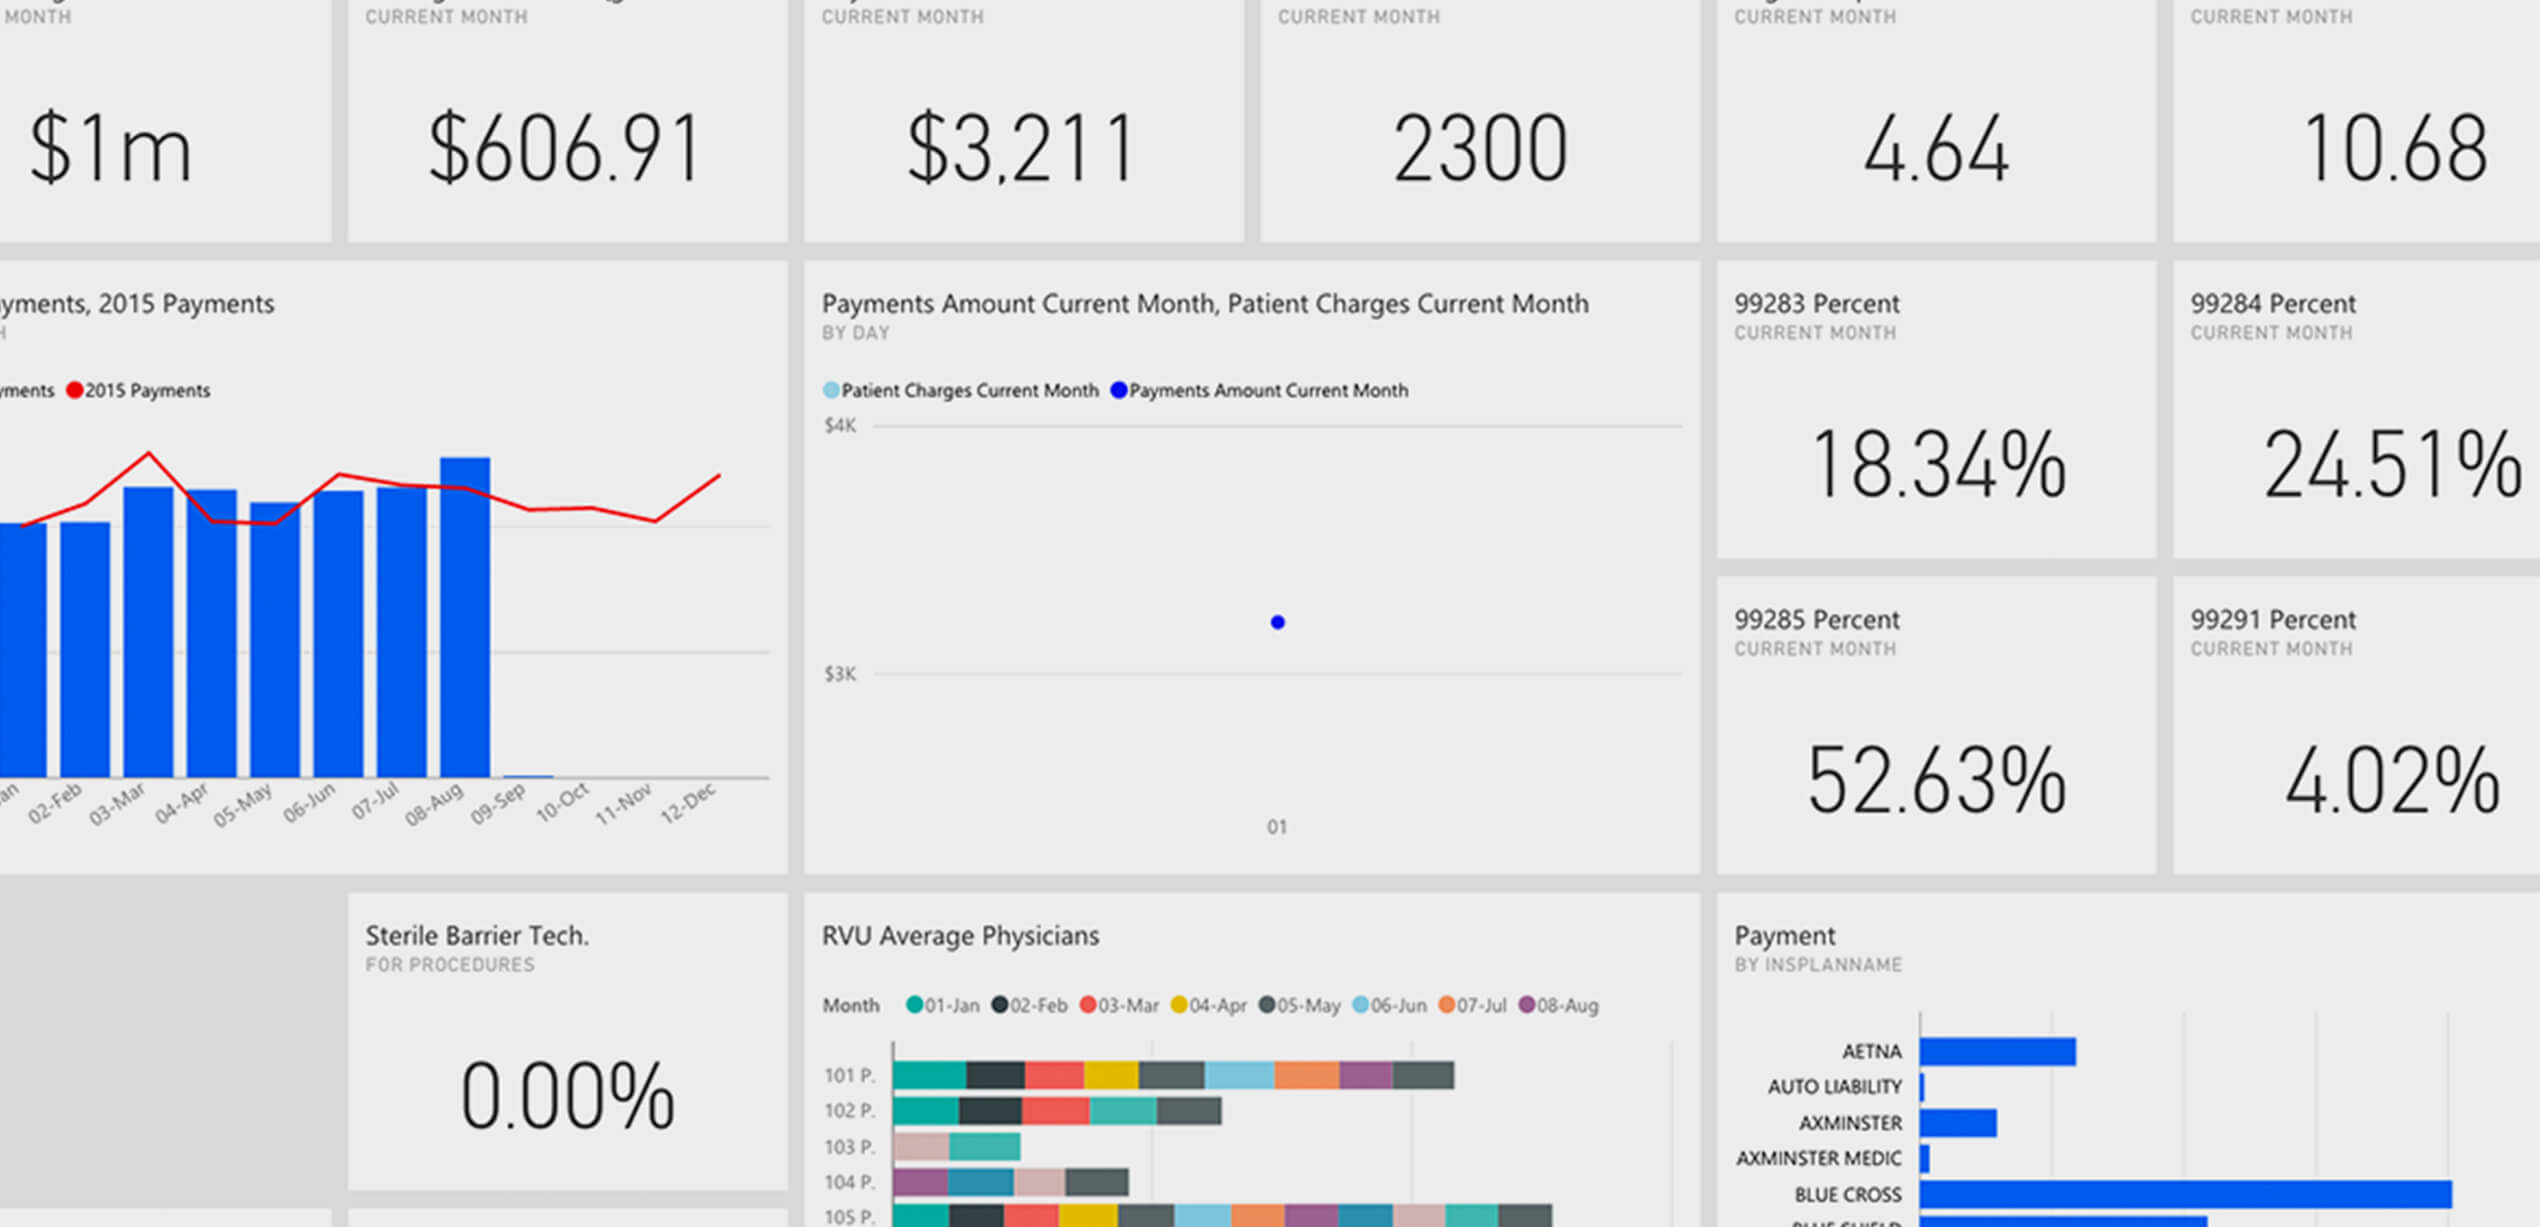 MONTH
CURRENT MONTH
CURRENT MONTH
CURRENT MONTH
CURRENT MONTH
CURRENT MONTH
$1m
$606.91
$3,211
2300
4.64
10.68
2015 Payments
2015 Payments
02-Feb
03-Mar
04-Apr
05-May
06-Jun
07-Jul
08-Aug
09-Sep
10-Oct
11-Nov
12-Dec
Payments Amount Current Month, Patient Charges Current Month
BY DAY
Patient Charges Current Month
Payments Amount Current Month
$4K
$3K
01
99283 Percent
CURRENT MONTH
18.34%
99284 Percent
CURRENT MONTH
24.51%
99285 Percent
CURRENT MONTH
52.63%
99291 Percent
CURRENT MONTH
4.02%
Sterile Barrier Tech.
FOR PROCEDURES
0.00%
RVU Average Physicians
Month 01-Jan 02-Feb 03-Mar 04-Apr 05-May 06-Jun 07-Jul 08-Aug
101 P.
102 P.
103 P.
104 P.
105 P.
Payment
BY INSPLANNAME
AETNA
AUTO LIABILITY
AXMINSTER
AXMINSTER MEDIC
BLUE CROSS
BLUE SHIELD